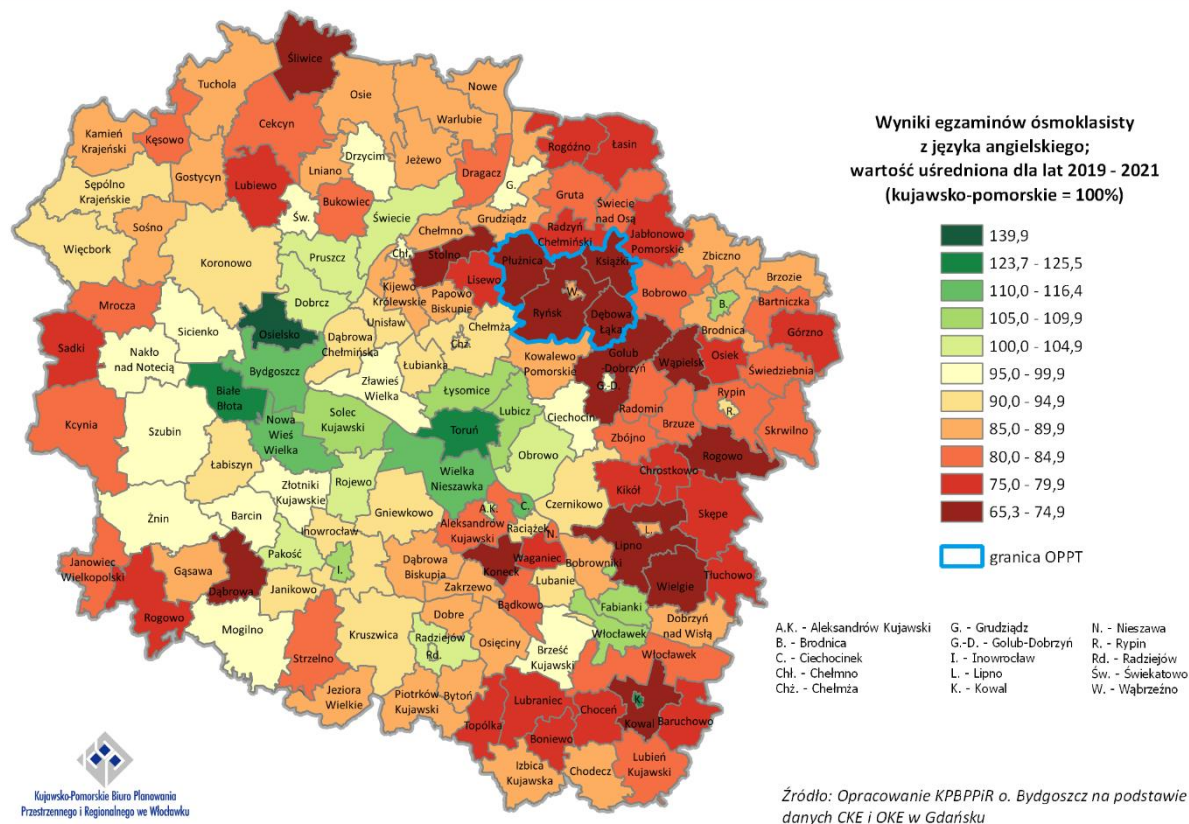 Wyniki egzaminów ósmoklasisty
z języka angielskiego;
wartość uśredniona dla lat 2019 - 2021
(kujawsko-pomorskie = 100%)
139,9
123,7 - 125,5
110,0 - 116,4
105,0 - 109,9
100,0 - 104,9
95,0 - 99,9
90,0 - 94,9
85,0 - 89,9
80,0 - 84,9
75,0 - 79,9
65,3 - 74,9
granica OPPT
A.K. - Aleksandrów Kujawski
B. - Brodnica
C. - Ciechocinek
Chł. - Chełmno
Chż. - Chełmża
G. - Grudziądz
G.-D. - Golub-Dobrzyń
I. - Inowrocław
L. - Lipno
K. - Kowal
N. - Nieszawa
R. - Rypin
Rd. - Radziejów
Św. - Świekatowo
W. - Wąbrzeźno
Śliwice
Tuchola
Osie
Nowe
Warlubie
Kamień
Krajeński
Kęsowo
Cekcyn
Drzycim
Jeżewo
Rogóźno
Łasin
Gostycyn
Lniano
Dragacz
G.
Sępólno
Krajeńskie
Lubiewo
Bukowiec
Św.
Świecie
Gruta
Świecie
nad Osą
Sośno
Więcbork
Koronowo
Pruszcz
Chełmno
Grudziądz
Radzyń
Chełmiński
Jabłonowo
Pomorskie
Chł.
Stolno
Płużnica
Książki
Zbiczno
Brzozie
Mrocza
Dobrcz
Kijewo
Królewskie
Papowo
Biskupie
Lisewo
W.
Bobrowo
B.
Bartniczka
Sicienko
Osielsko
Unisław
Dąbrowa
Chełmińska
Chełmża
Chż.
Ryńsk
Dębowa
Łąka
Brodnica
Górzno
Sadki
Nakło
nad Notecią
Bydgoszcz
Łubianka
Kowalewo
Pomorskie
Golub
-Dobrzyń
G.-D.
Wąpielsk
Osiek
Świedziebnia
Białe
Błota
Zławieś
Wielka
Łysomice
Ciechocin
Radomin
Rypin
R.
Kcynia
Szubin
Nowa
Wieś
Wielka
Solec
Kujawski
Toruń
Lubicz
Zbójno
Brzuze
Skrwilno
Łabiszyn
Obrowo
Rogowo
Wielka
Nieszawka
Złotniki
Kujawskie
Rojewo
Czernikowo
Kikół
Chrostkowo
Skępe
Żnin
Barcin
Inowrocław
Gniewkowo
A.K.
C.
Aleksandrów
Kujawski
Raciążek
N.
L.
Pakość
I.
Janowiec
Wielkopolski
Gąsawa
Dąbrowa
Janikowo
Dąbrowa
Biskupia
Koneck
Waganiec
Bobrowniki
Lipno
Rogowo
Zakrzewo
Lubanie
Wielgie
Tłuchowo
Mogilno
Strzelno
Kruszwica
Dobre
Bądkowo
Fabianki
Radziejów
Rd.
Osięciny
Brześć
Kujawski
Włocławek
Dobrzyń
nad Wisłą
Włocławek
Jeziora
Wielkie
Piotrków
Kujawski
Bytoń
Topólka
Lubraniec
Boniewo
Choceń
K.
Kowal
Baruchowo
Izbica
Kujawska
Chodecz
Lubień
Kujawski
Kujawsko-Pomorskie Biuro Planowania
Przestrzennego i Regionalnego we Włocławku
Źródło: Opracowanie KPBPPiR o. Bydgoszcz na podstawie
danych CKE i OKE w Gdańsku